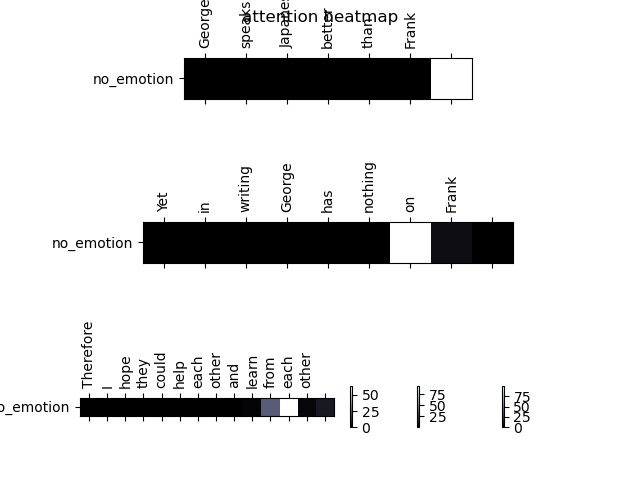 attention heatmap
George speaks Japanese better than Frank
no_emotion
Yet in writing George has nothing on Frank
no_emotion
Therefore I hope they could help each other and learn from each other
no_emotion
50
25
0
75
50
25
75
50
25
0